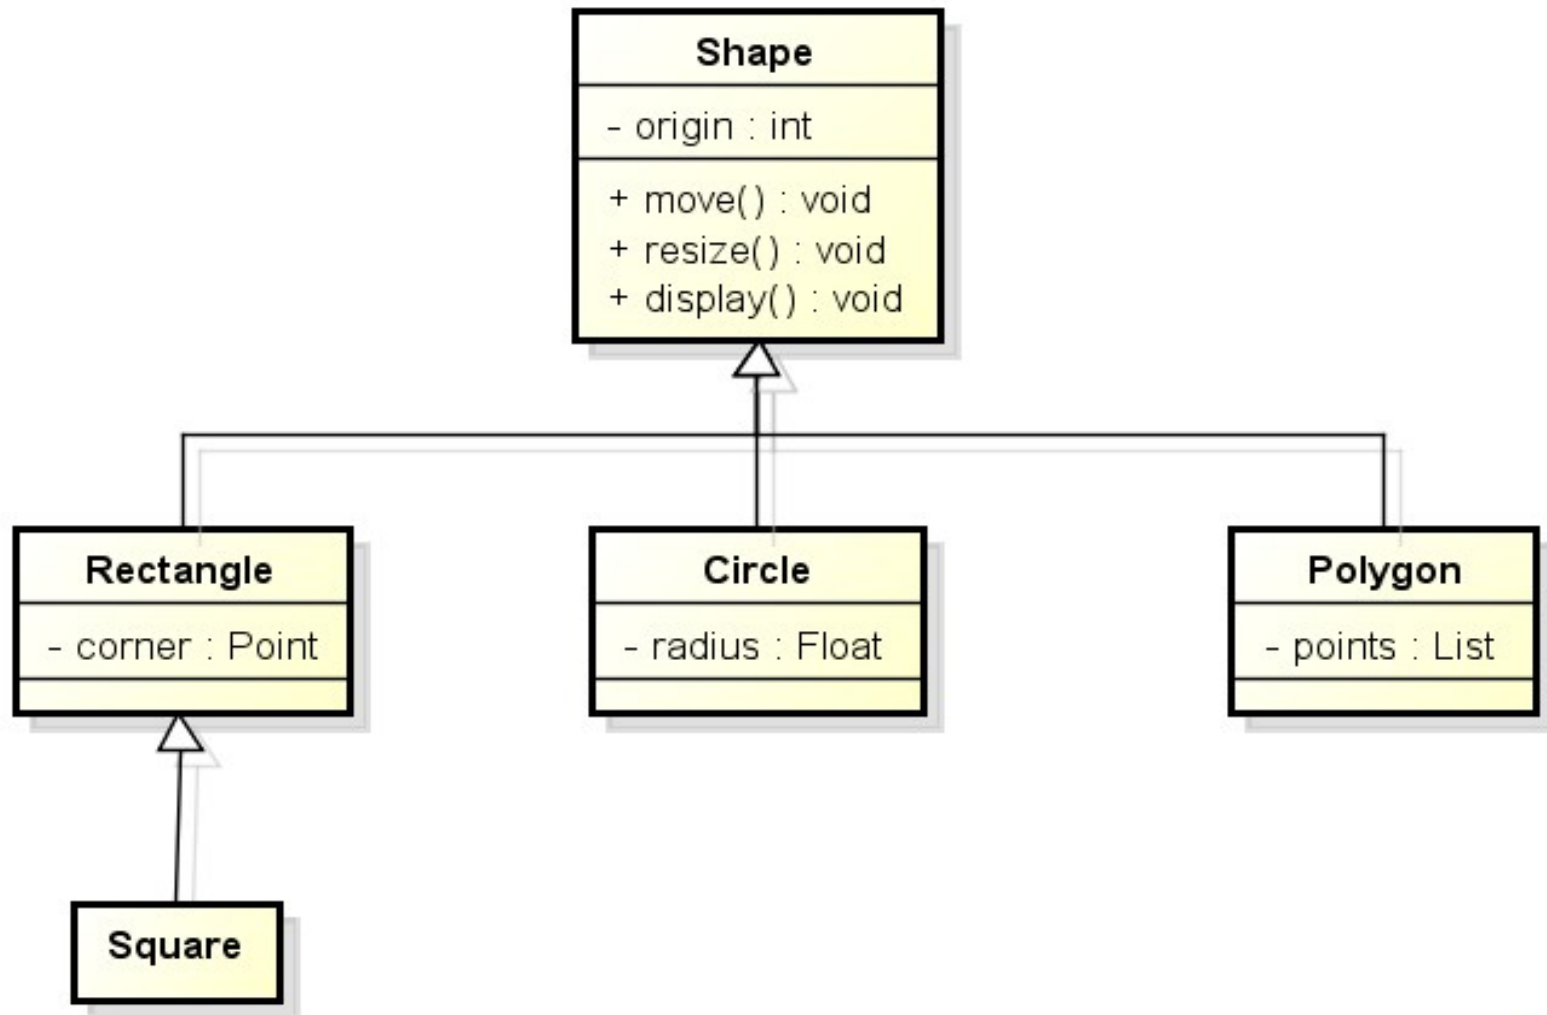 Shape
- origin : int
+ move() : void
+ resize() : void
+ display() : void
Rectangle
- corner : Point
Circle
- radius : Float
Polygon
- points : List
Square